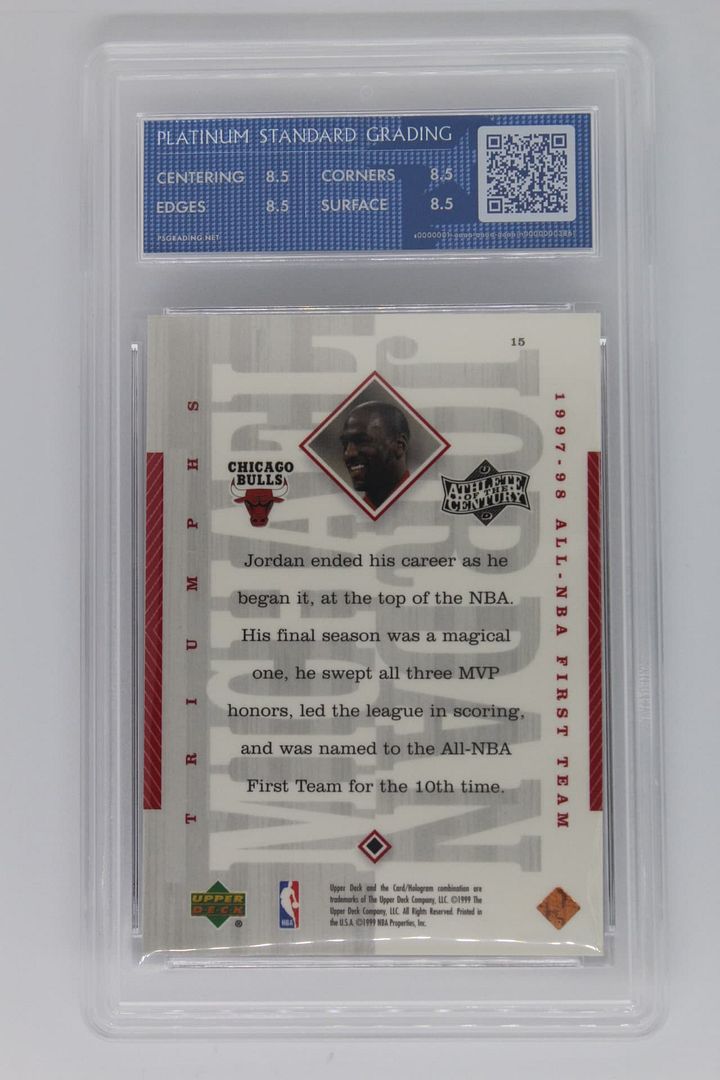 PLATINUM STANDARD GRADING
CENTERING 8.5 CORNERS 8.5
EDGES 8.5 SURFACE 8.5
PSGRADING.NET
15
TRIUMPHS
MICHAEL
JORDAN
1997-98 ALL-NBA FIRST TEAM
CHICAGO
BULLS
ATHLETE
OF THE
CENTURY
Jordan ended his career as he
began it, at the top of the NBA.
His final season was a magical
one, he swept all three MVP
honors, led the league in scoring,
and was named to the All-NBA
First Team for the 10th time.
UPPER
DECK
®
NBA
Upper Deck and the Card/Hologram combination are
trademarks of The Upper Deck Company, LLC. ©1999 The
Upper Deck Company, LLC. All Rights Reserved. Printed in
the U.S.A. ©1999 NBA Properties, Inc.